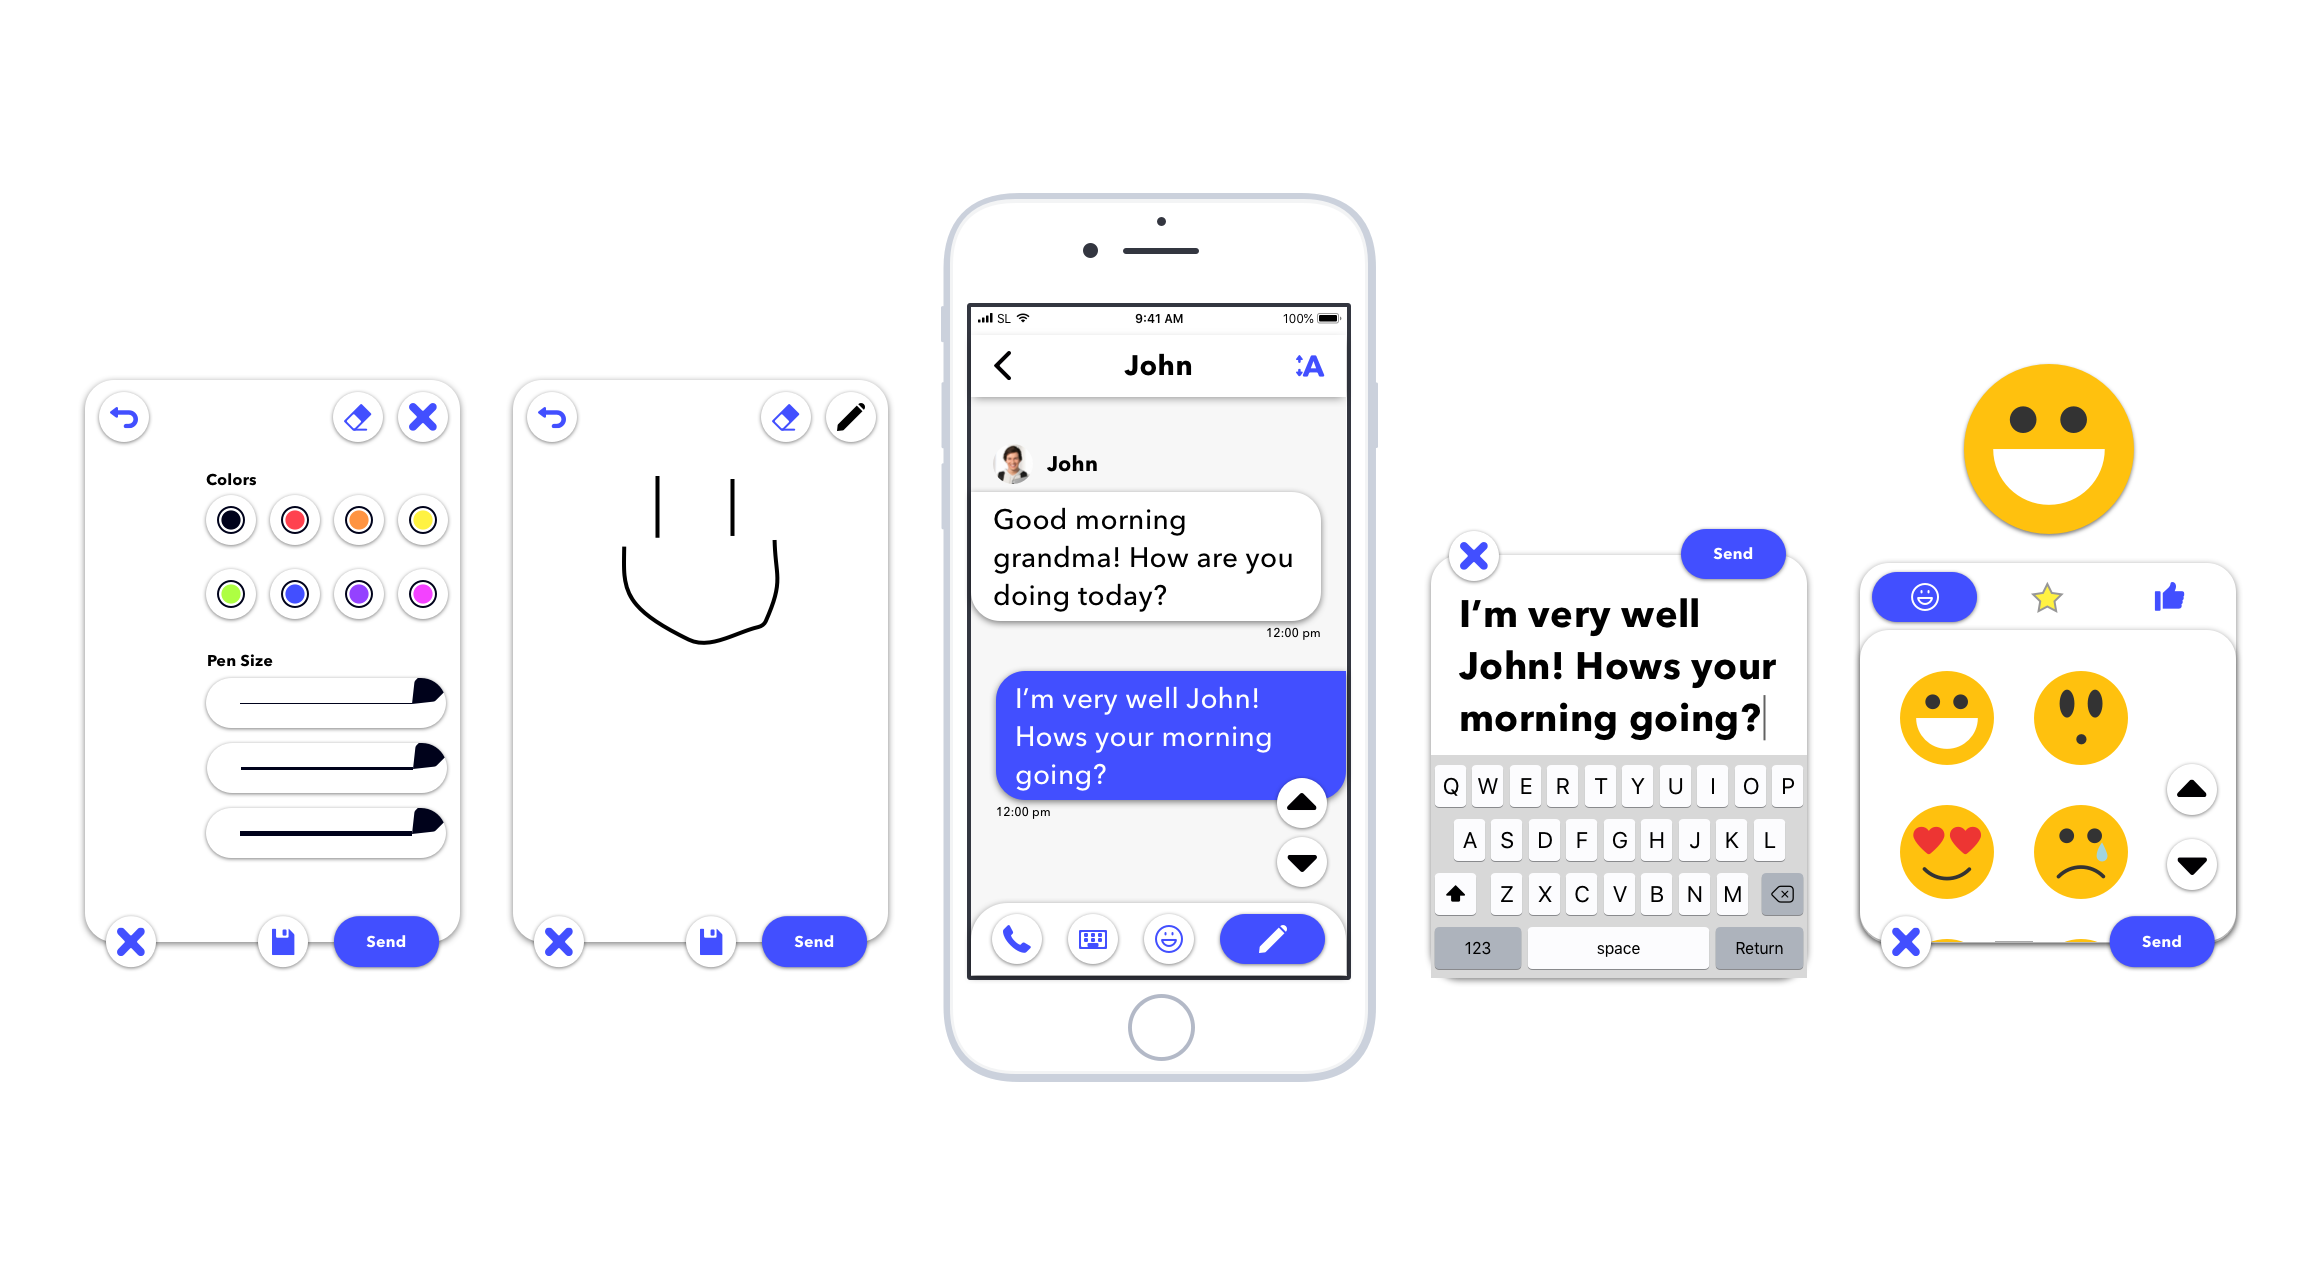 Colors
Pen Size
Send
Send
SL
9:41 AM
100%
John
A
John
Good morning
grandma! How are you
doing today?
12:00 pm
I'm very well John!
Hows your morning
going?
12:00 pm
Send
I'm very well
John! Hows your
morning going?
Q W E R T Y U I O P
A S D F G H J K L
Z X C V B N M
123 space Return
Send